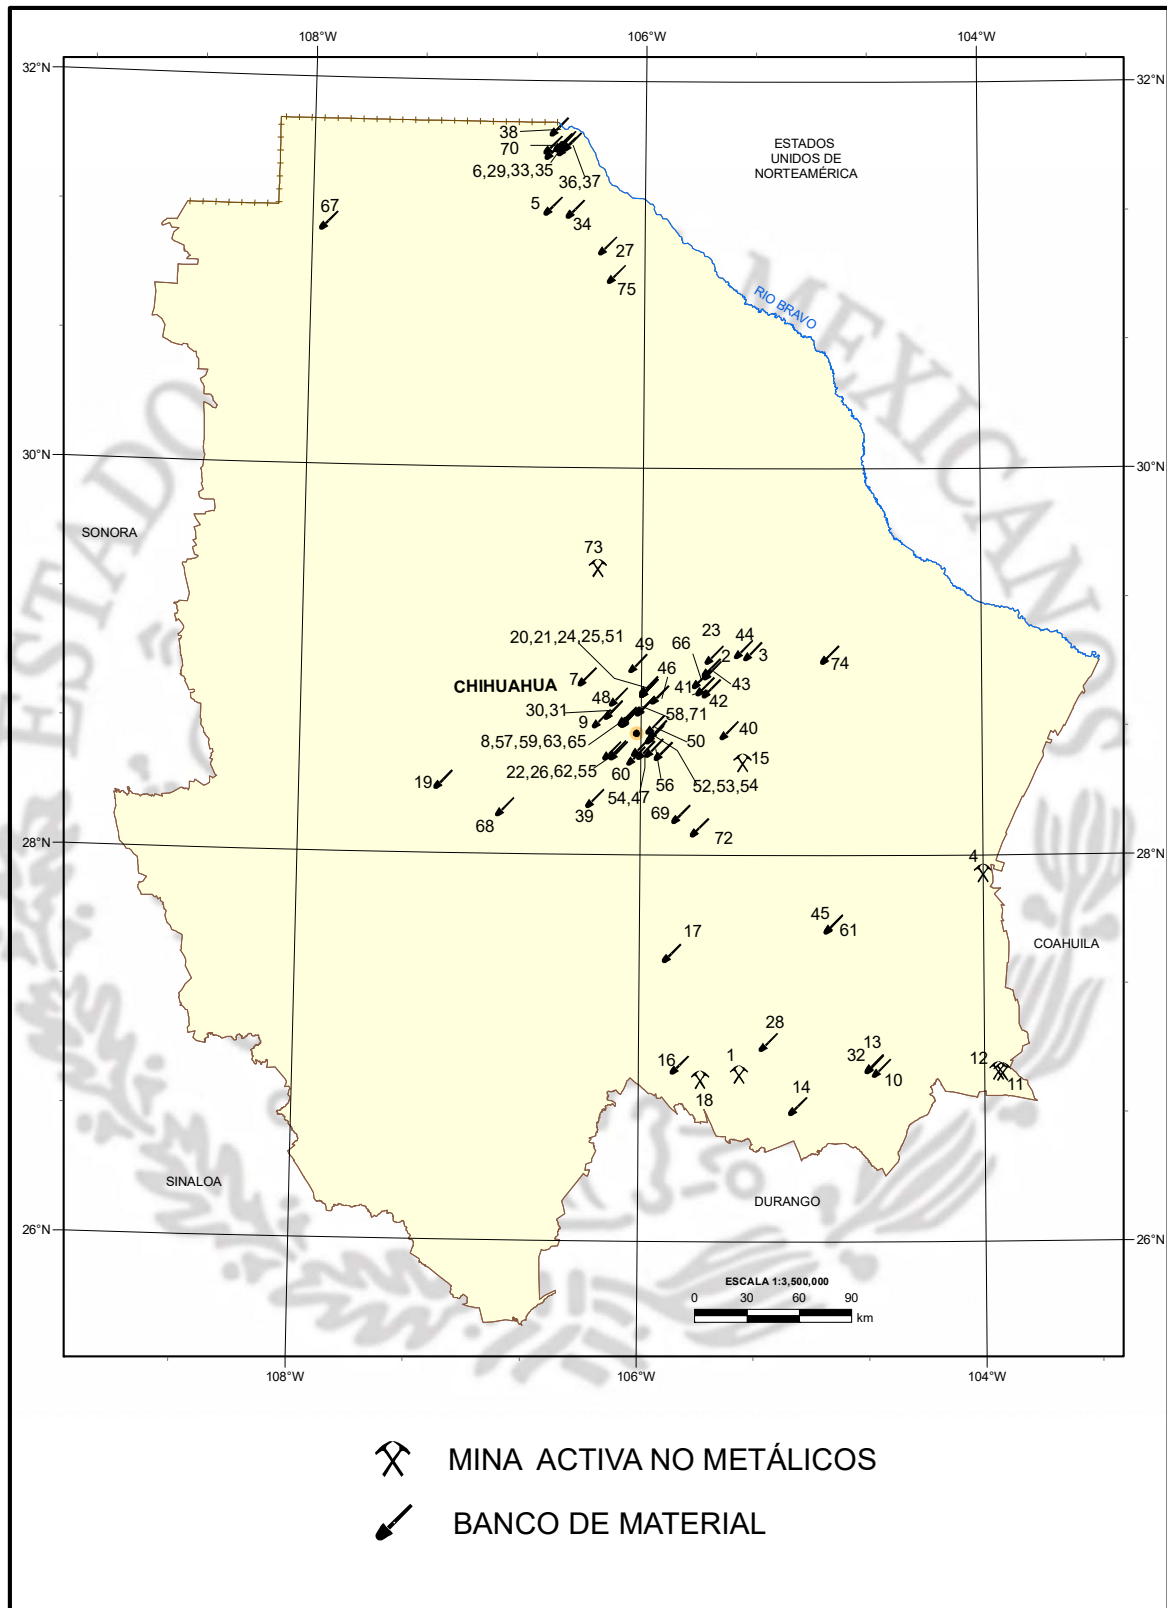 108°W
106°W
104°W
32°N
32°N
38
70
6,29,33,35
36,37
ESTADOS
UNIDOS DE
NORTEAMÉRICA
67
5
34
27
75
RIO BRAVO
MEXICANOS
ESTADO
30°N
30°N
SONORA
73
20,21,24,25,51
49
66
23
44
2
3
74
7
46
41
43
42
CHIHUAHUA
48
30,31
9
58,71
40
8,57,59,63,65
50
15
22,26,62,55
60
56
52,53,54
19
54,47
39
69
68
72
28°N
28°N
4
45
61
17
COAHUILA
28
13
16
1
32
10
12
11
18
14
SINALOA
DURANGO
26°N
26°N
ESCALA 1:3,500,000
0 30 60 90
km
108°W
106°W
104°W
MINA ACTIVA NO METÁLICOS
BANCO DE MATERIAL